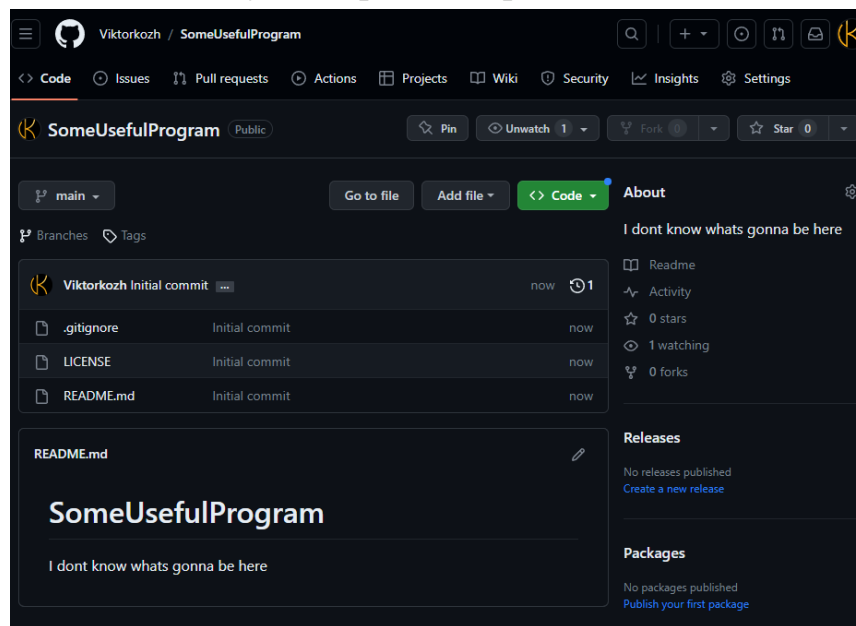 Viktorkozh / SomeUsefulProgram
Code Issues Pull requests Actions Projects Wiki Security Insights Settings
SomeUsefulProgram Public Pin Unwatch 1 Fork 0 Star 0
main Go to file Add file Code
Branches Tags
Viktorkozh Initial commit ... now 1
.gitignore Initial commit now
LICENSE Initial commit now
README.md Initial commit now
README.md
SomeUsefulProgram
I dont know whats gonna be here
About
I dont know whats gonna be here
Readme
Activity
0 stars
1 watching
0 forks
Releases
No releases published
Create a new release
Packages
No packages published
Publish your first package